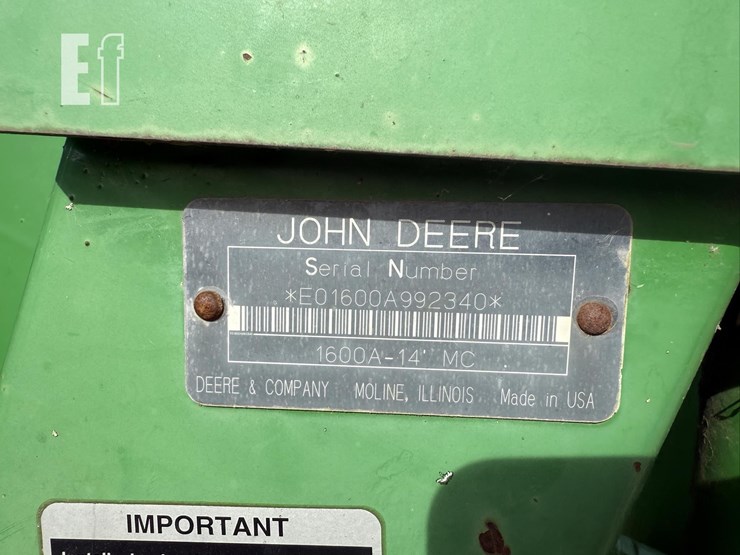 Ef
JOHN DEERE
Serial Number
*E01600A992340*
1600A-14' MC
DEERE & COMPANY MOLINE, ILLINOIS Made in USA
IMPORTANT